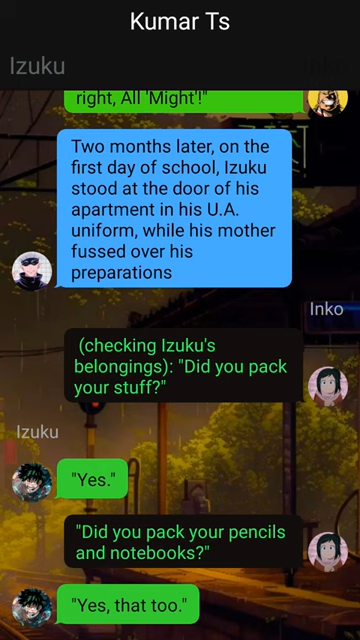 Kumar Ts
Izuku
Inko
right, All 'Might'!"
Two months later, on the
first day of school, Izuku
stood at the door of his
apartment in his U.A.
uniform, while his mother
fussed over his
preparations
Inko
(checking Izuku's
belongings): "Did you pack
your stuff?"
Izuku
"Yes."
"Did you pack your pencils
and notebooks?"
"Yes, that too."